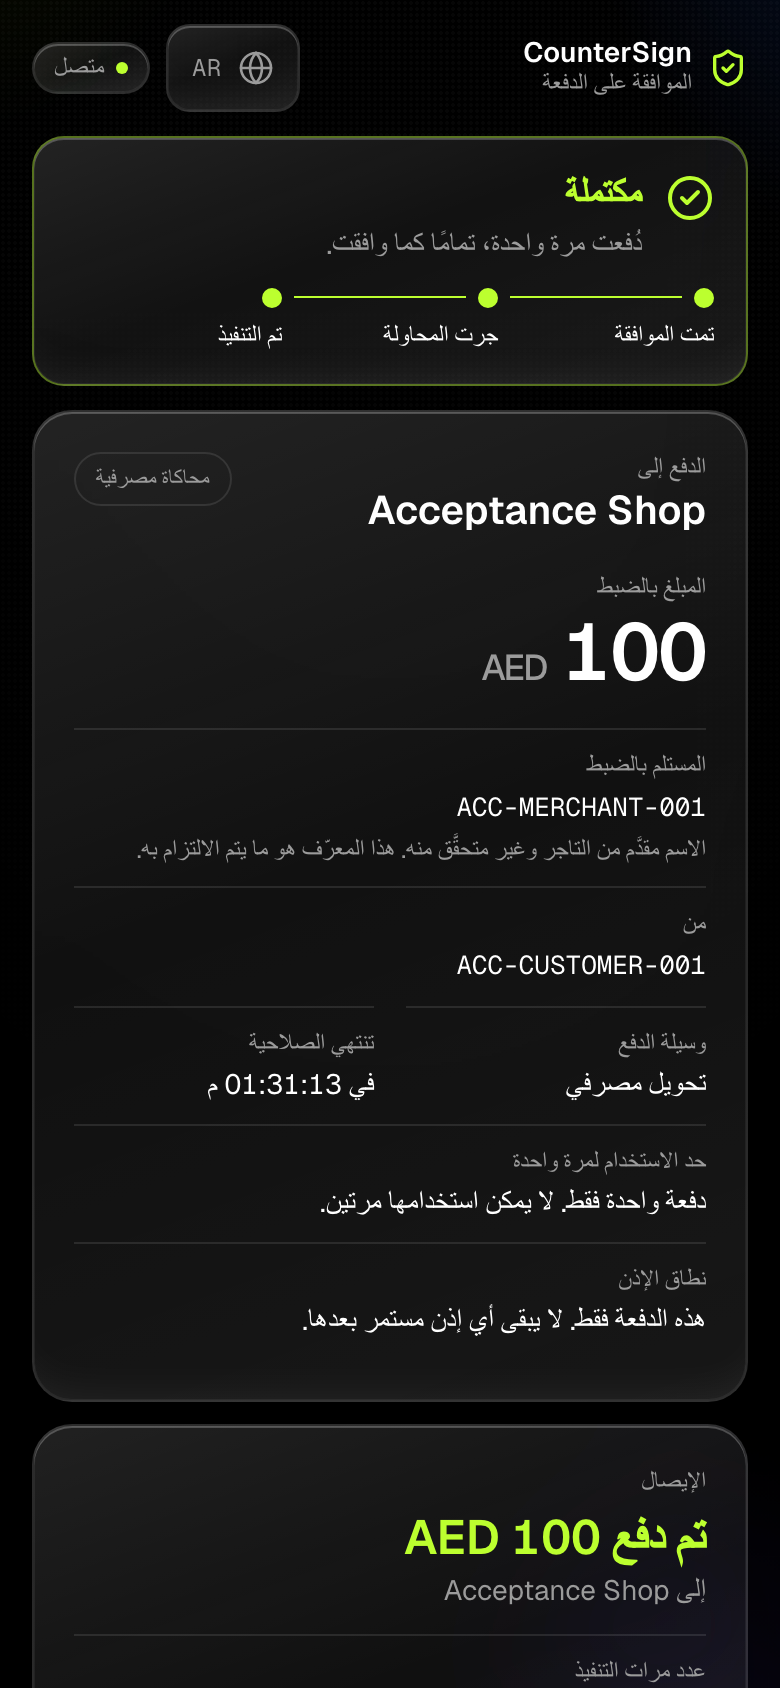 CounterSign
الموافقة على الدفعة
AR
متصل
مكتملة
دُفعت مرة واحدة، تمامًا كما وافقت.
تمت الموافقة
جرت المحاولة
تم التنفيذ
الدفع إلى
محاكاة مصرفية
Acceptance Shop
المبلغ بالضبط
100 AED
المستلم بالضبط
ACC-MERCHANT-001
الاسم مقدَّم من التاجر وغير متحقَّق منه. هذا المعرّف هو ما يتم الالتزام به.
من
ACC-CUSTOMER-001
وسيلة الدفع
تحويل مصرفي
تنتهي الصلاحية
في 01:31:13 م
حد الاستخدام لمرة واحدة
دفعة واحدة فقط. لا يمكن استخدامها مرتين.
نطاق الإذن
هذه الدفعة فقط. لا يبقى أي إذن مستمر بعدها.
الإيصال
تم دفع AED 100
إلى Acceptance Shop
عدد مرات التنفيذ